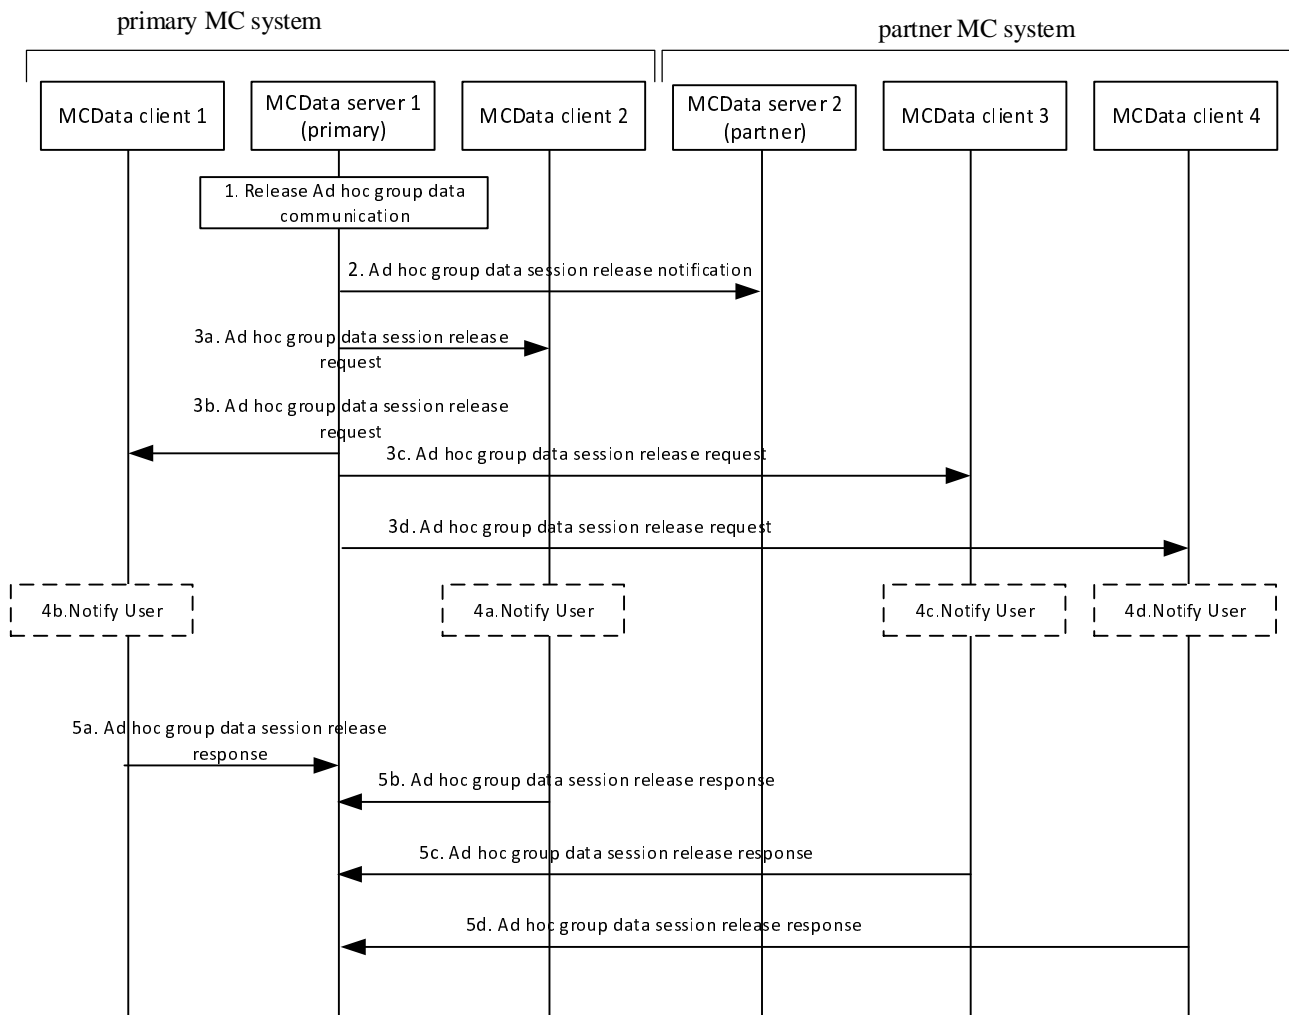 primary MC system
partner MC system
MCData client 1
MCData server 1
(primary)
MCData client 2
MCData server 2
(partner)
MCData client 3
MCData client 4
1. Release Ad hoc group data
communication
2. Ad hoc group data session release notification
3a. Ad hoc group data session release
request
3b. Ad hoc group data session release
request
3c. Ad hoc group data session release request
3d. Ad hoc group data session release request
4b.Notify User
4a.Notify User
4c.Notify User
4d.Notify User
5a. Ad hoc group data session release
response
5b. Ad hoc group data session release response
5c. Ad hoc group data session release response
5d. Ad hoc group data session release response